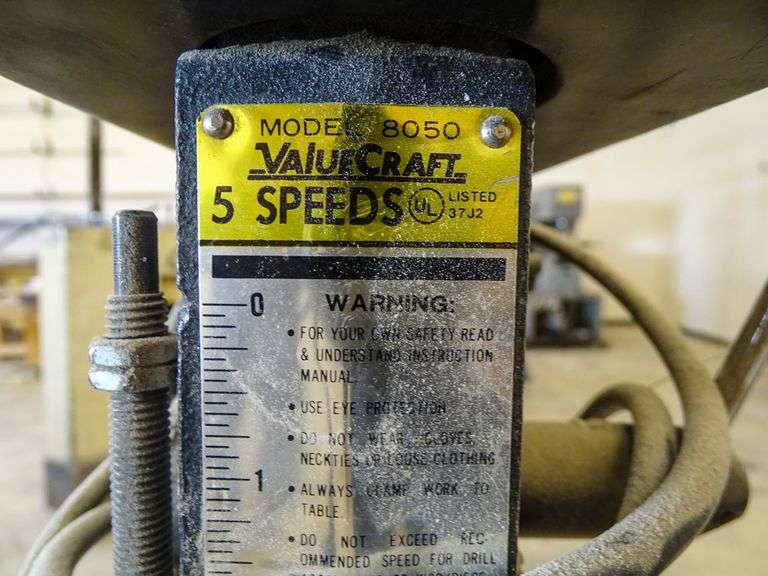 MODEL 8050
VALUECRAFT
5 SPEEDS UL LISTED
37J2
0 WARNING:
• FOR YOUR OWN SAFETY READ
& UNDERSTAND INSTRUCTION
MANUAL.
• USE EYE PROTECTION
• DO NOT WEAR GLOVES,
NECKTIES OR LOOSE CLOTHING
1
• ALWAYS CLAMP WORK TO
TABLE.
• DO NOT EXCEED REC-
OMMENDED SPEED FOR DRILL